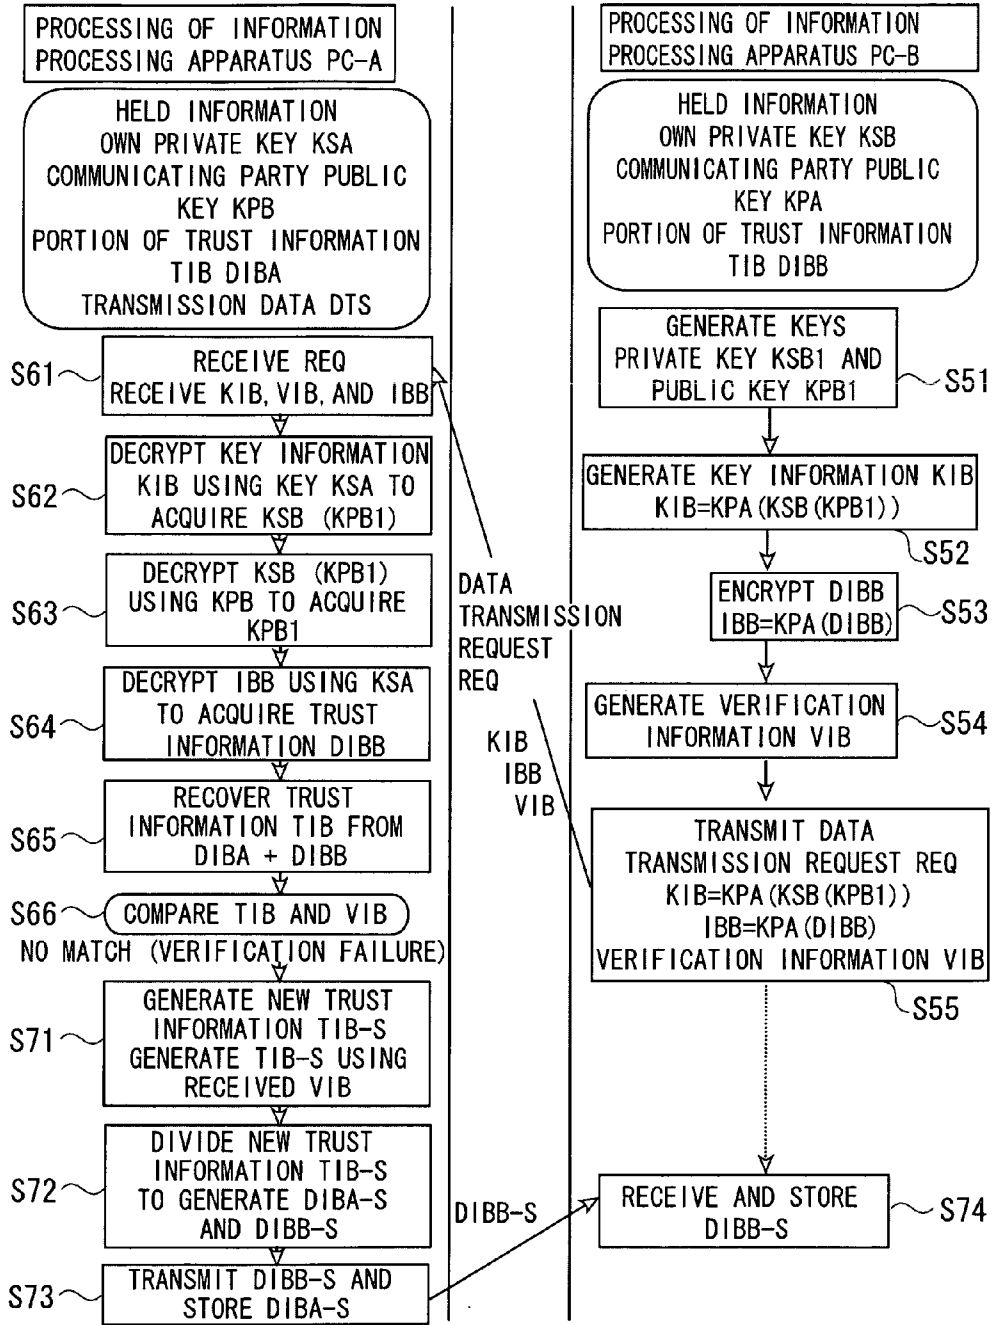 PROCESSING OF INFORMATION
PROCESSING APPARATUS PC-A
HELD INFORMATION
OWN PRIVATE KEY KSA
COMMUNICATING PARTY PUBLIC
KEY KPB
PORTION OF TRUST INFORMATION
TIB DIBA
TRANSMISSION DATA DTS
S61
RECEIVE REQ
RECEIVE KIB, VIB, AND IBB
S62
DECRYPT KEY INFORMATION
KIB USING KEY KSA TO
ACQUIRE KSB (KPB1)
S63
DECRYPT KSB (KPB1)
USING KPB TO ACQUIRE
KPB1
S64
DECRYPT IBB USING KSA
TO ACQUIRE TRUST
INFORMATION DIBB
S65
RECOVER TRUST
INFORMATION TIB FROM
DIBA + DIBB
S66
COMPARE TIB AND VIB
NO MATCH (VERIFICATION FAILURE)
S71
GENERATE NEW TRUST
INFORMATION TIB-S
GENERATE TIB-S USING
RECEIVED VIB
S72
DIVIDE NEW TRUST
INFORMATION TIB-S
TO GENERATE DIBA-S
AND DIBB-S
S73
TRANSMIT DIBB-S AND
STORE DIBA-S
DATA
TRANSMISSION
REQUEST
REQ
KIB
IBB
VIB
DIBB-S
PROCESSING OF INFORMATION
PROCESSING APPARATUS PC-B
HELD INFORMATION
OWN PRIVATE KEY KSB
COMMUNICATING PARTY PUBLIC
KEY KPA
PORTION OF TRUST INFORMATION
TIB DIBB
GENERATE KEYS
PRIVATE KEY KSB1 AND
PUBLIC KEY KPB1
S51
GENERATE KEY INFORMATION KIB
KIB=KPA(KSB(KPB1))
S52
ENCRYPT DIBB
IBB=KPA(DIBB)
S53
GENERATE VERIFICATION
INFORMATION VIB
S54
TRANSMIT DATA
TRANSMISSION REQUEST REQ
KIB=KPA(KSB(KPB1))
IBB=KPA(DIBB)
VERIFICATION INFORMATION VIB
S55
RECEIVE AND STORE
DIBB-S
S74